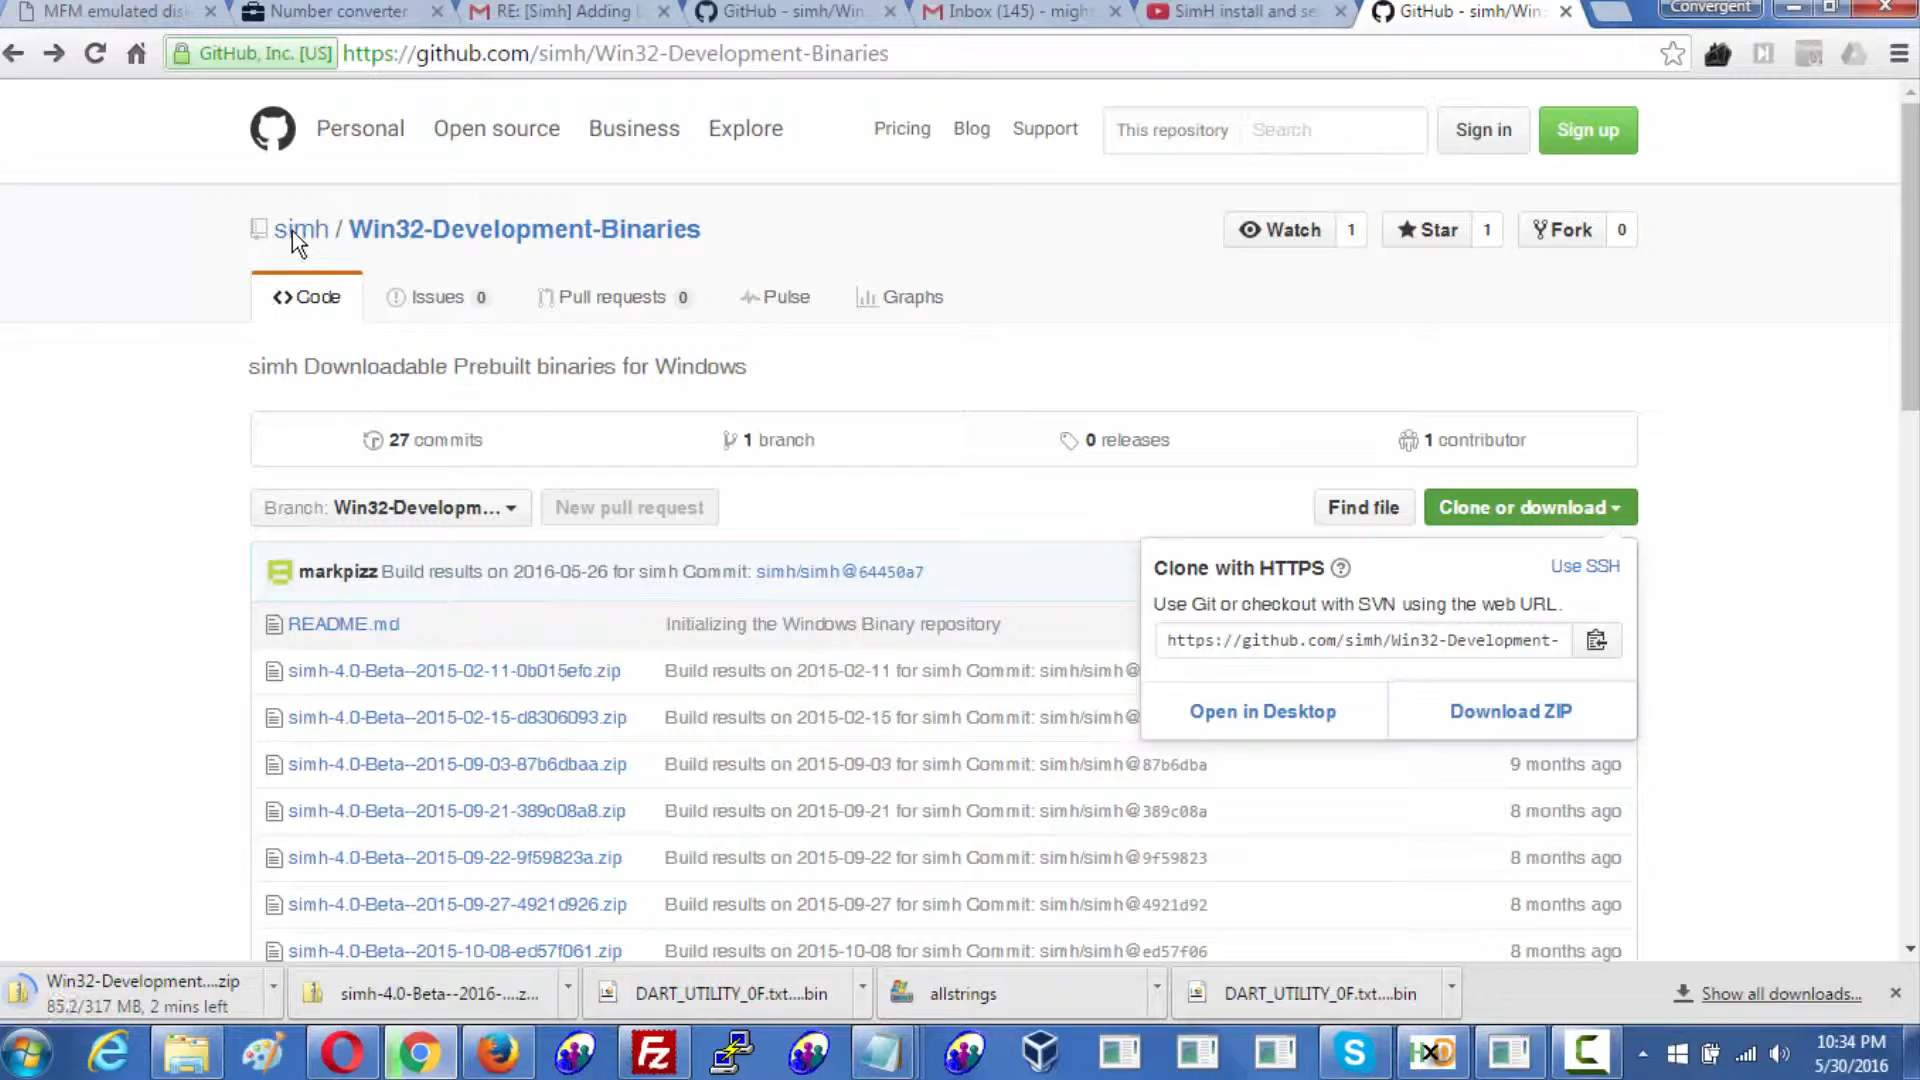 MFM emulated disk
Number converter
RE: [Simh] Adding
GitHub - simh/Win
Inbox (145) - migh
SimH install and se
GitHub - simh/Win
Convergent
GitHub, Inc. [US] https://github.com/simh/Win32-Development-Binaries
Personal Open source Business Explore Pricing Blog Support This repository Search Sign in Sign up
simh / Win32-Development-Binaries Watch 1 Star 1 Fork 0
Code Issues 0 Pull requests 0 Pulse Graphs
simh Downloadable Prebuilt binaries for Windows
27 commits 1 branch 0 releases 1 contributor
Branch: Win32-Developm... New pull request Find file Clone or download
markpizz Build results on 2016-05-26 for simh Commit: simh/simh@64450a7
Clone with HTTPS ? Use SSH
Use Git or checkout with SVN using the web URL.
https://github.com/simh/Win32-Development-
Open in Desktop Download ZIP
README.md Initializing the Windows Binary repository
simh-4.0-Beta--2015-02-11-0b015efc.zip Build results on 2015-02-11 for simh Commit: simh/simh@
simh-4.0-Beta--2015-02-15-d8306093.zip Build results on 2015-02-15 for simh Commit: simh/simh@
simh-4.0-Beta--2015-09-03-87b6dbaa.zip Build results on 2015-09-03 for simh Commit: simh/simh@87b6dba 9 months ago
simh-4.0-Beta--2015-09-21-389c08a8.zip Build results on 2015-09-21 for simh Commit: simh/simh@389c08a 8 months ago
simh-4.0-Beta--2015-09-22-9f59823a.zip Build results on 2015-09-22 for simh Commit: simh/simh@9f59823 8 months ago
simh-4.0-Beta--2015-09-27-4921d926.zip Build results on 2015-09-27 for simh Commit: simh/simh@4921d92 8 months ago
simh-4.0-Beta--2015-10-08-ed57f061.zip Build results on 2015-10-08 for simh Commit: simh/simh@ed57f06 8 months ago
Win32-Development....zip
85.2/317 MB, 2 mins left
simh-4.0-Beta--2016-....z...
DART_UTILITY_0F.txt....bin
allstrings
DART_UTILITY_0F.txt....bin
Show all downloads...
10:34 PM
5/30/2016